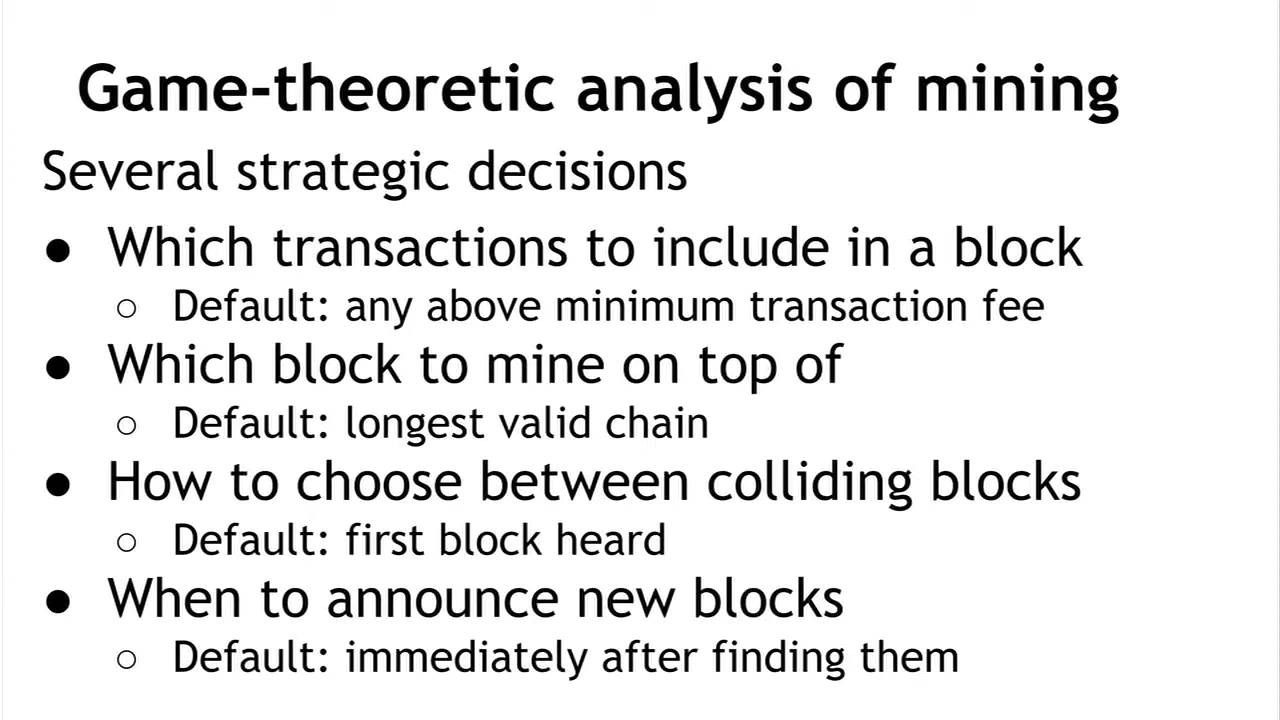 Game-theoretic analysis of mining
Several strategic decisions
● Which transactions to include in a block
○ Default: any above minimum transaction fee
● Which block to mine on top of
○ Default: longest valid chain
● How to choose between colliding blocks
○ Default: first block heard
● When to announce new blocks
○ Default: immediately after finding them